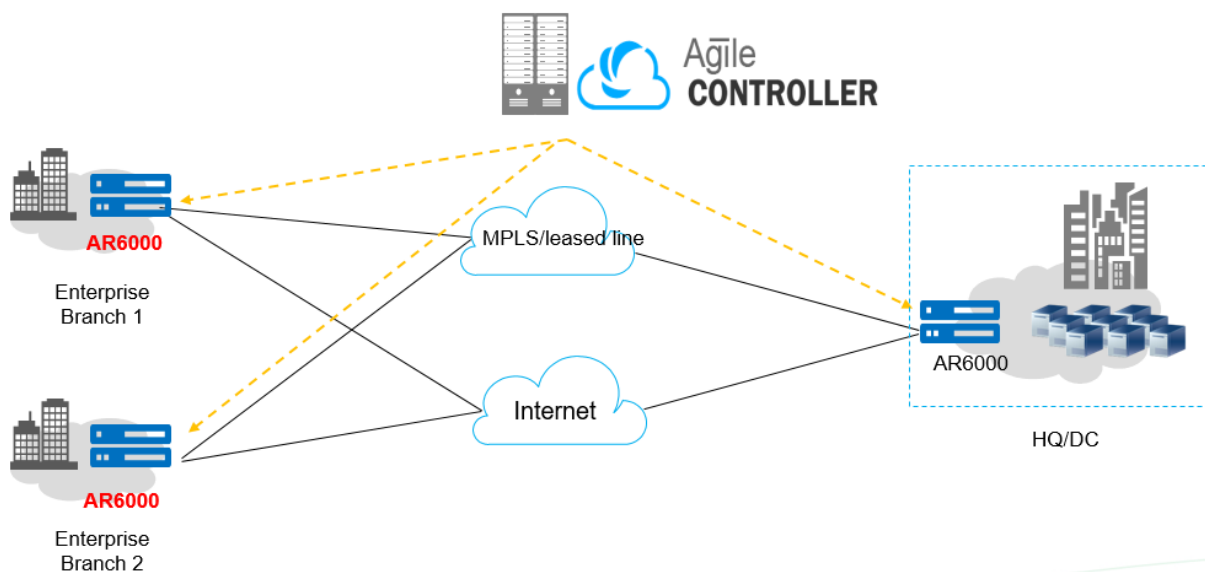 Agile
CONTROLLER
MPLS/leased line
AR6000
Enterprise
Branch 1
AR6000
Internet
HQ/DC
AR6000
Enterprise
Branch 2